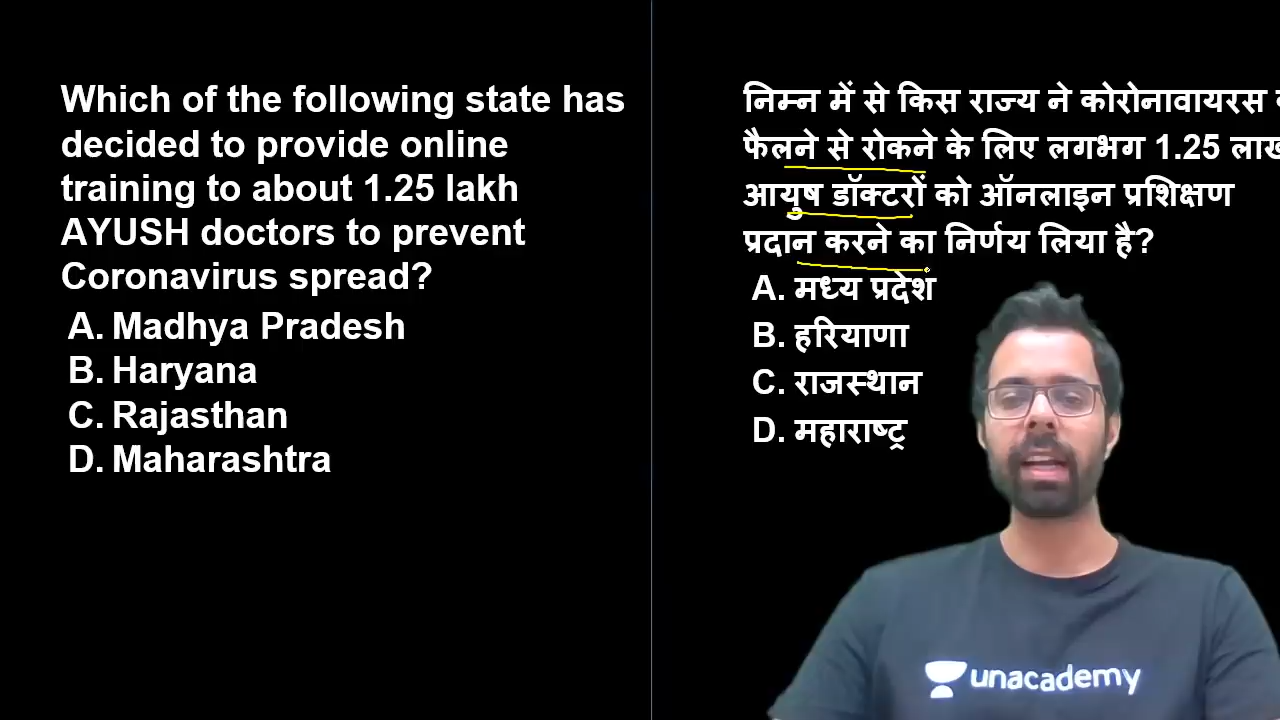 Which of the following state has
decided to provide online
training to about 1.25 lakh
AYUSH doctors to prevent
Coronavirus spread?
A. Madhya Pradesh
B. Haryana
C. Rajasthan
D. Maharashtra
निम्न में से किस राज्य ने कोरोनावायरस
फैलने से रोकने के लिए लगभग 1.25
आयुष डॉक्टरों को ऑनलाइन प्रशिक्षण
प्रदान करने का निर्णय लिया है?
A. मध्य प्रदेश
B. हरियाणा
C. राजस्थान
D. महाराष्ट्र
unacademy